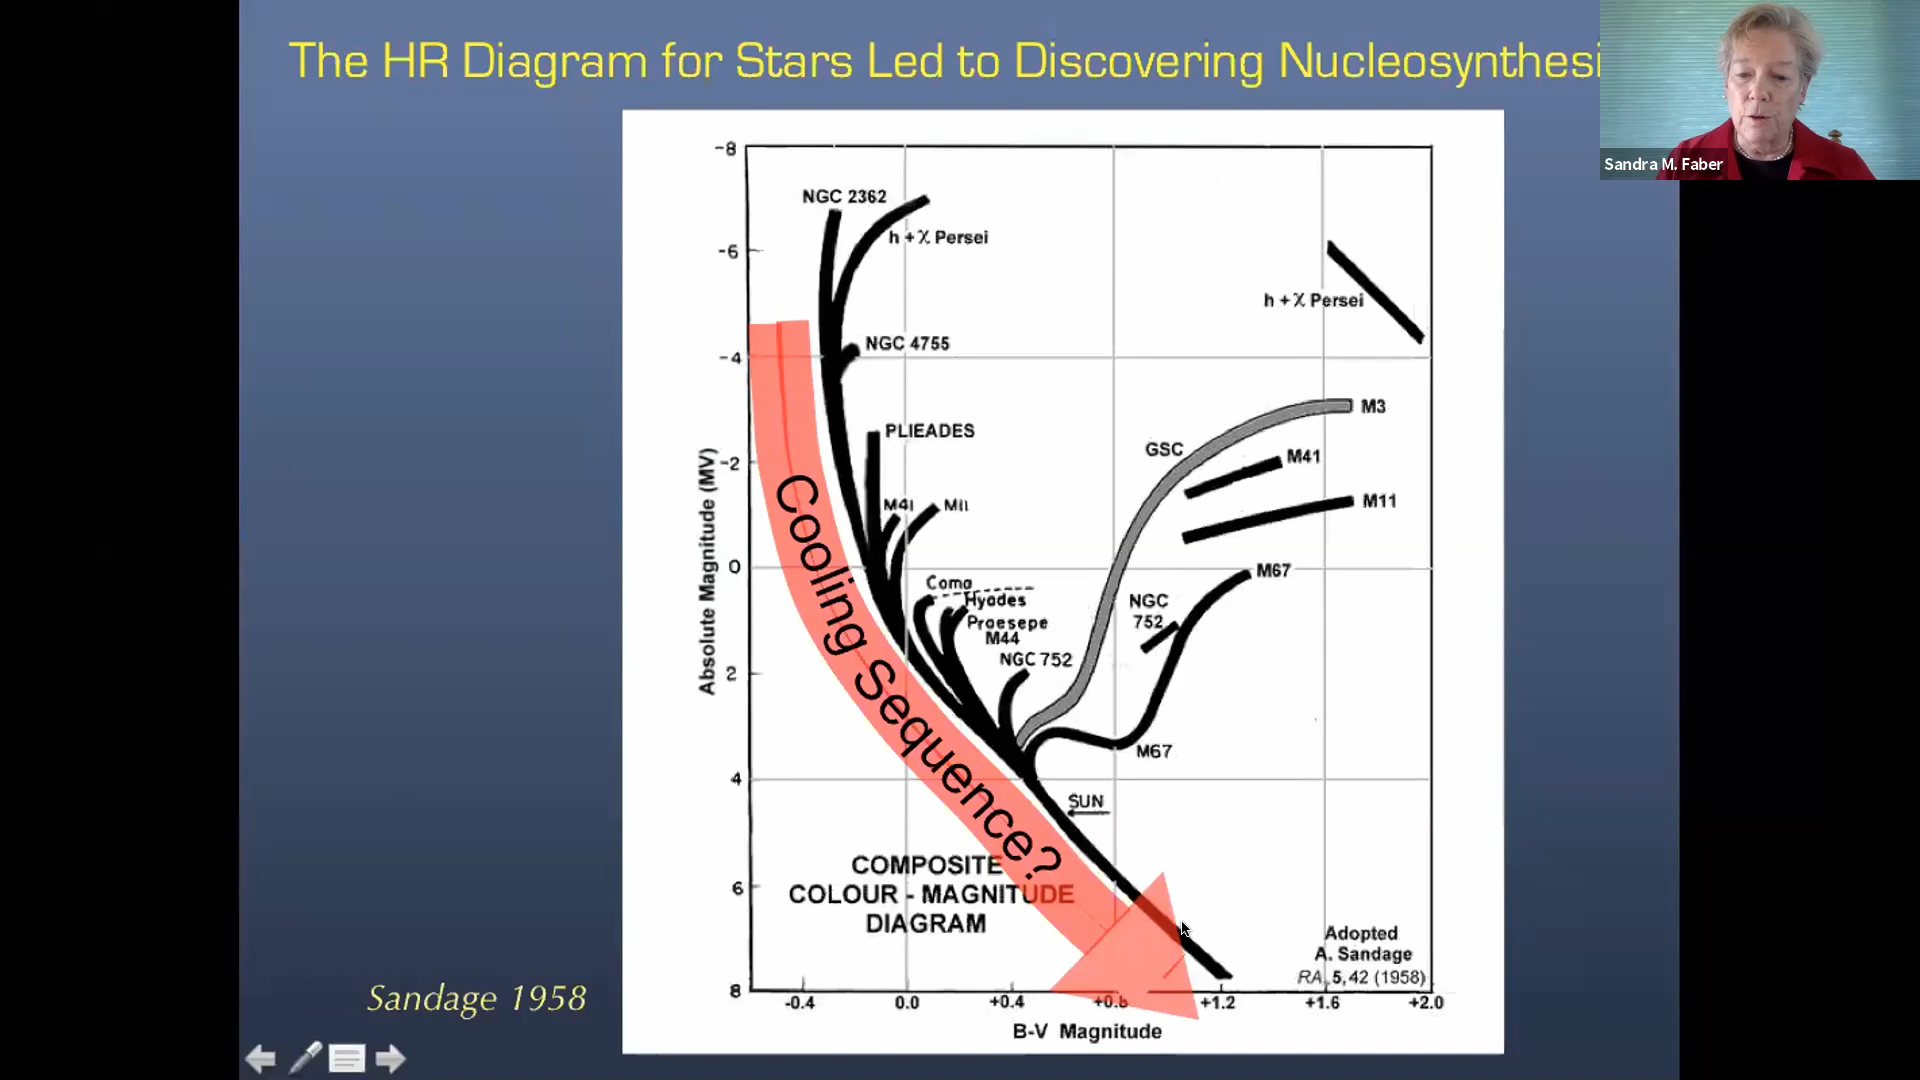 The HR Diagram for Stars Led to Discovering Nucleosynthesi
Sandra M. Faber
-8
NGC 2362
h + χ Persei
-6
h + χ Persei
NGC 4755
-4
M3
PLIEADES
GSC
M41
-2
M41
M11
M11
Absolute Magnitude (MV)
0
M67
Coma
Hyades
NGC
752
Praesepe
M44
NGC 752
2
M67
4
SUN
Cooling Sequence?
COMPOSITE
COLOUR - MAGNITUDE
DIAGRAM
6
Adopted
A. Sandage
RA, 5, 42 (1958)
8
-0.4 0.0 +0.4 +0.8 +1.2 +1.6 +2.0
B-V Magnitude
Sandage 1958